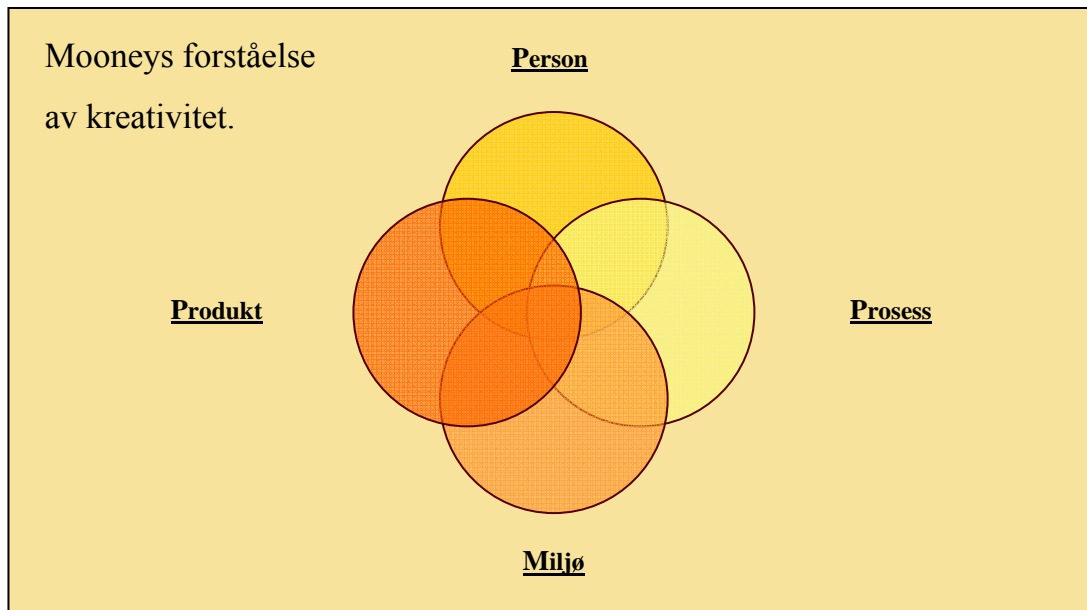 Mooneys forståelse
av kreativitet.
Person
Produkt
Prosess
Miljø